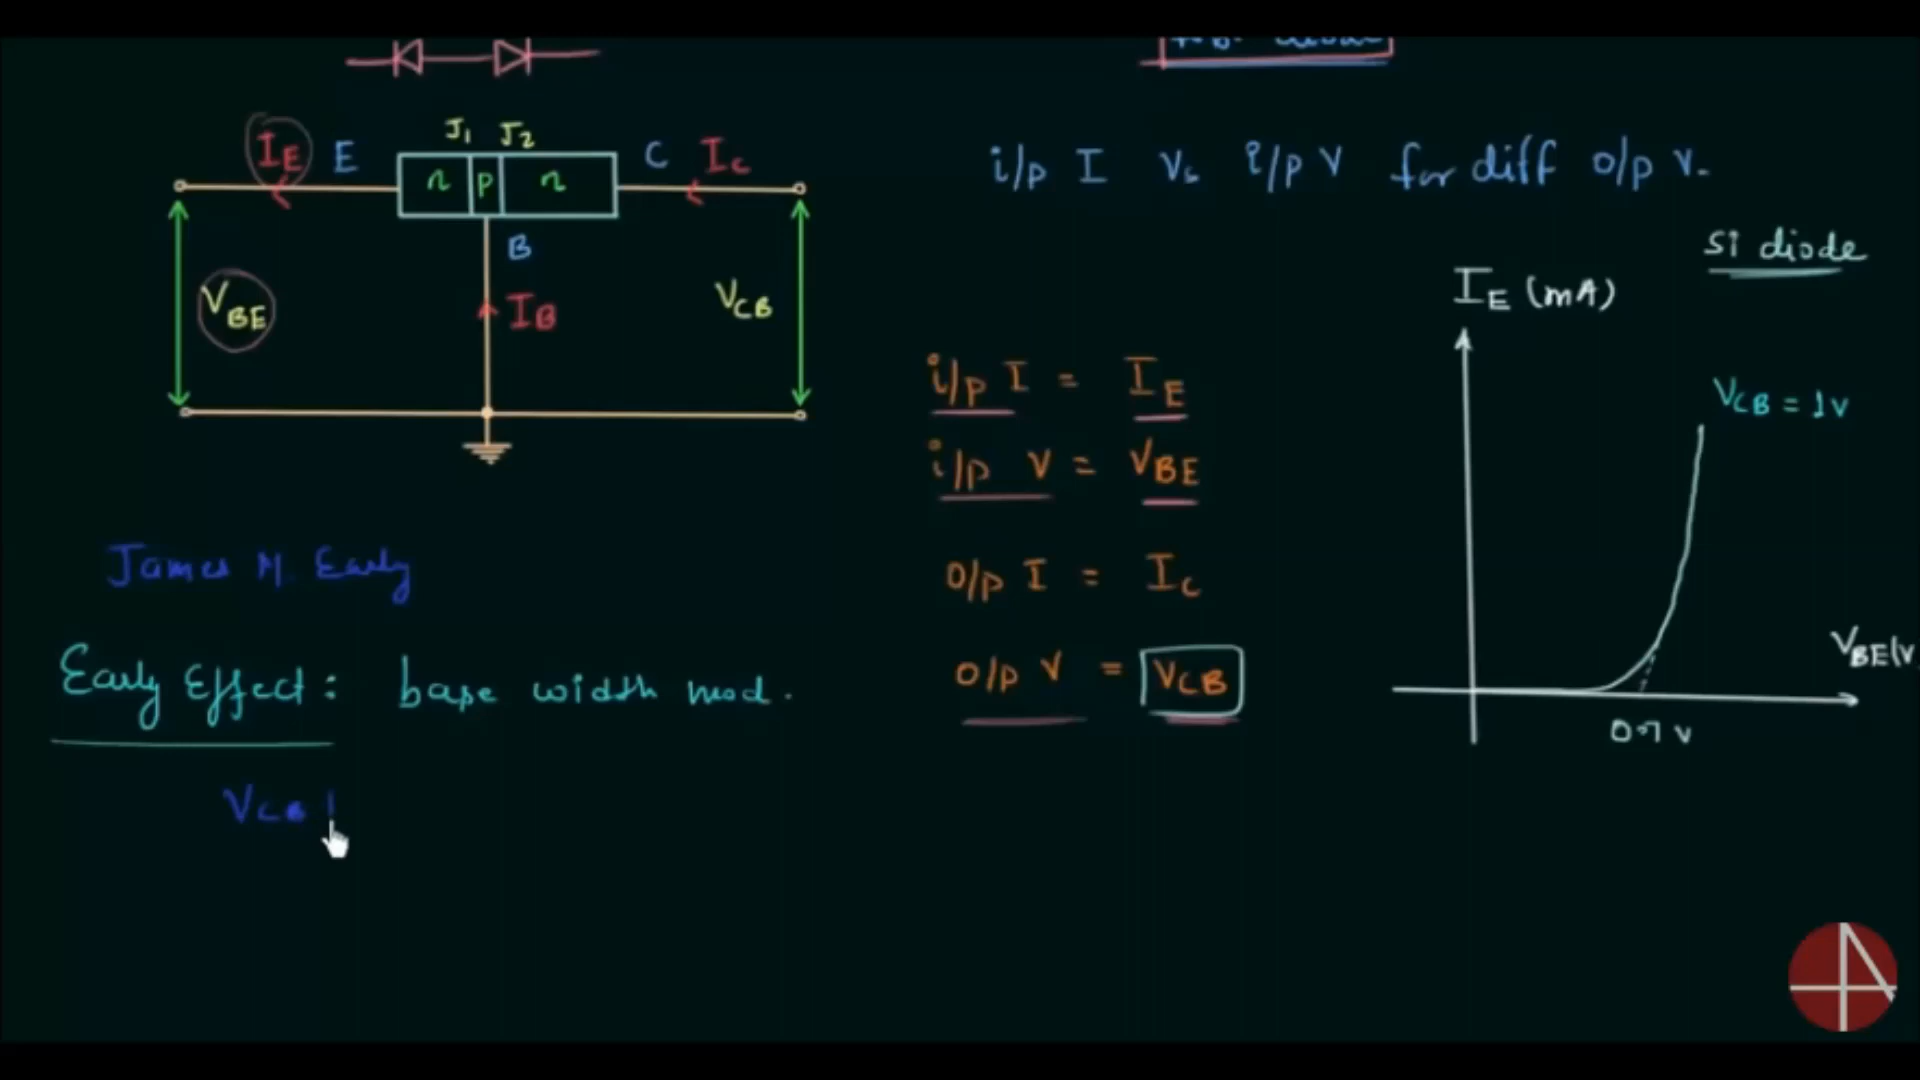 J1 J2
IE E n p n C Ic
B
VBE IB VCB
i/p I Vs i/p V for diff o/p V.
Si diode
IE (mA)
VCB = 1V
i/p I = IE
i/p V = VBE
o/p I = Ic
o/p V = VCB
VBE(V
0.7 V
James M. Early
Early Effect: base width mod.
VCB